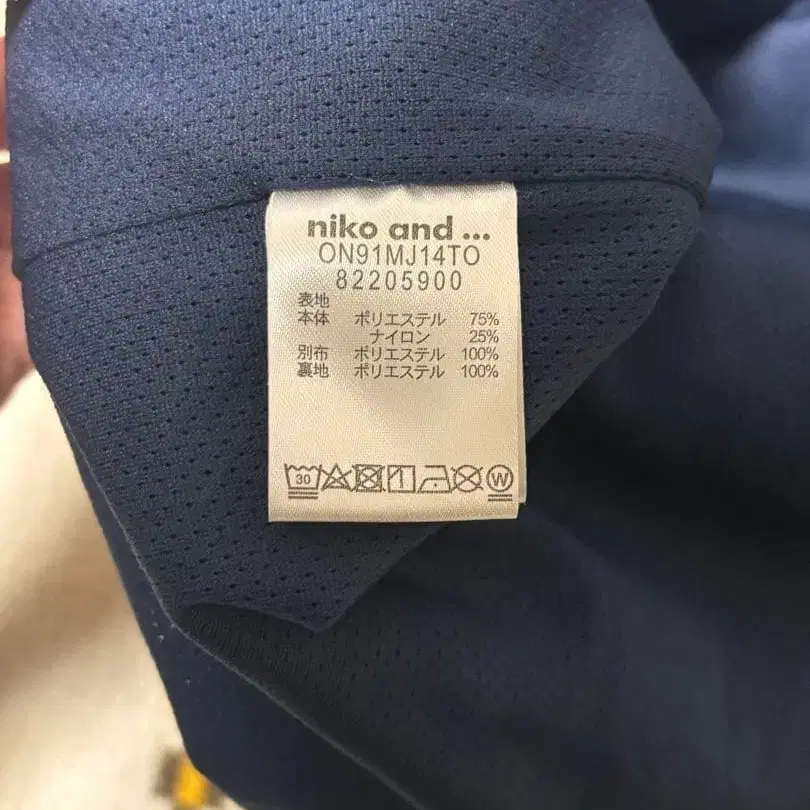 niko and ...
ON91MJ14TO
82205900
表地
本体 ポリエステル 75%
ナイロン 25%
別布 ポリエステル 100%
裏地 ポリエステル 100%
30 W